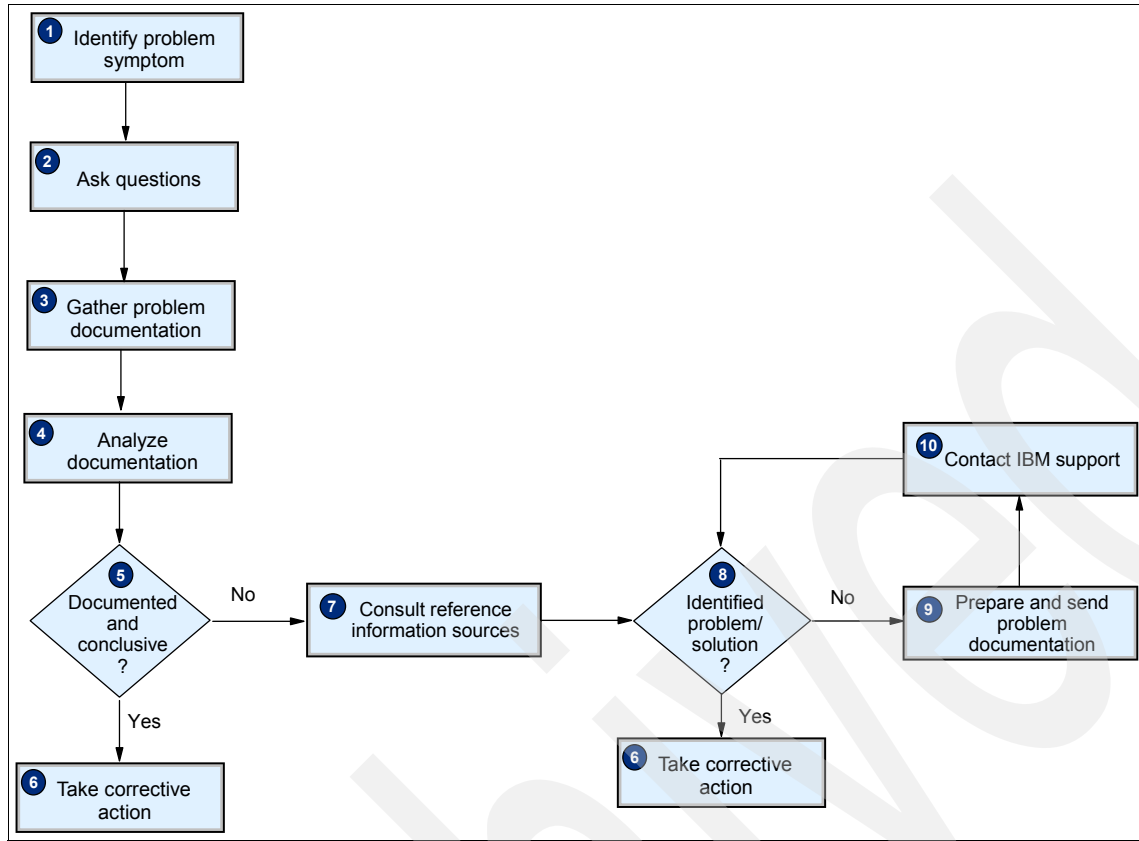 1
Identify problem
symptom
2
Ask questions
3
Gather problem
documentation
4
Analyze
documentation
5
Documented
and
conclusive
?
No
Yes
6
Take corrective
action
7
Consult reference
information sources
8
Identified
problem/
solution
?
No
Yes
6
Take corrective
action
9
Prepare and send
problem
documentation
10
Contact IBM support